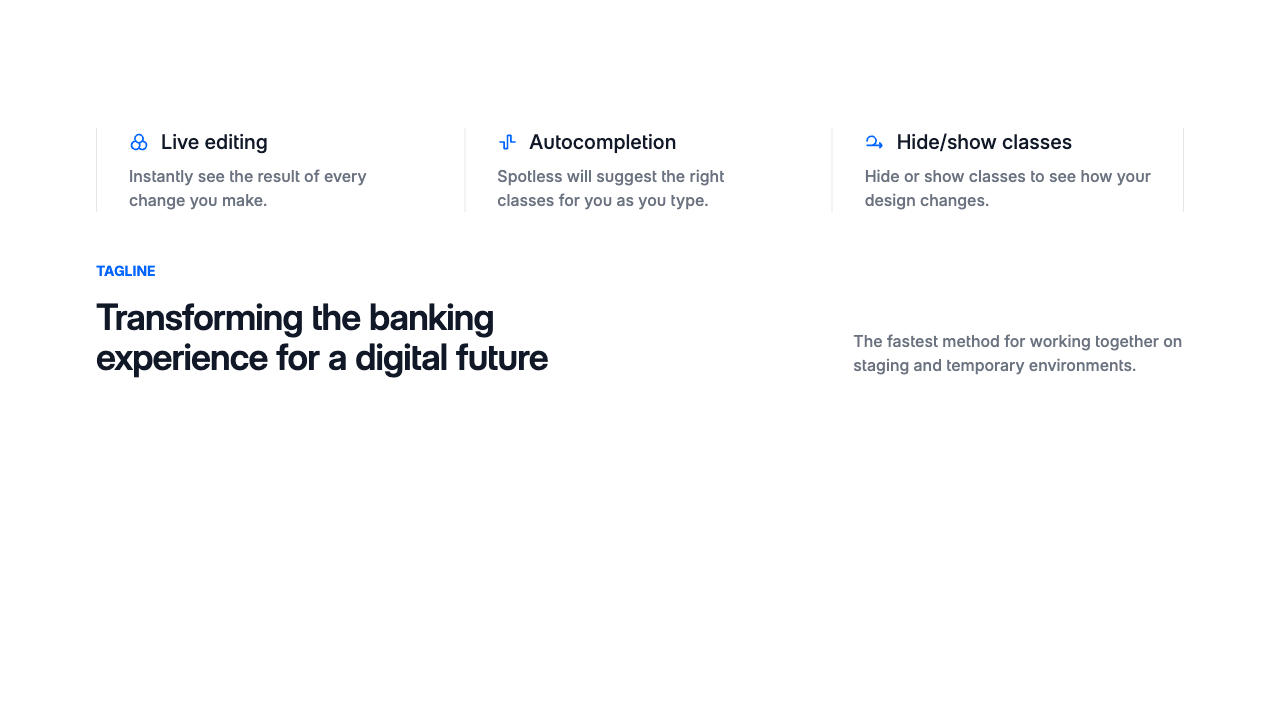 Live editing
Instantly see the result of every
change you make.
Autocompletion
Spotless will suggest the right
classes for you as you type.
Hide/show classes
Hide or show classes to see how your
design changes.
TAGLINE
Transforming the banking
experience for a digital future
The fastest method for working together on
staging and temporary environments.